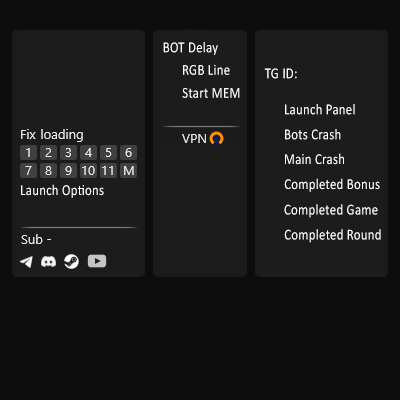 Fix loading
1 2 3 4 5 6
7 8 9 10 11 M
Launch Options
Sub -
BOT Delay
RGB Line
Start MEM
VPN
TG ID:
Launch Panel
Bots Crash
Main Crash
Completed Bonus
Completed Game
Completed Round